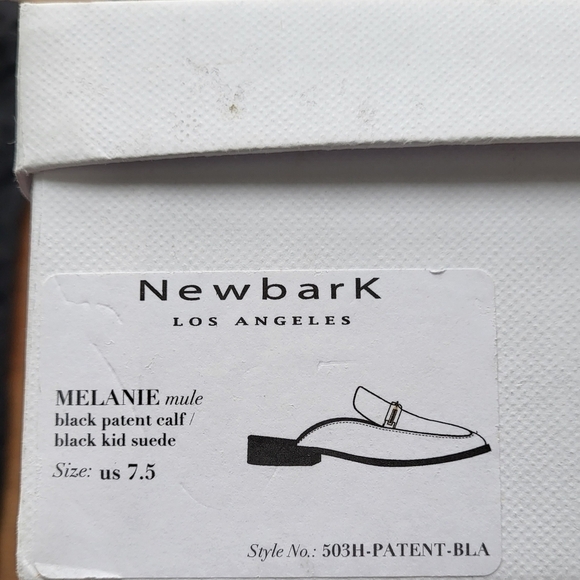 NewbarK
LOS ANGELES
MELANIE mule
black patent calf /
black kid suede
Size: us 7.5
Style No.: 503H-PATENT-BLA